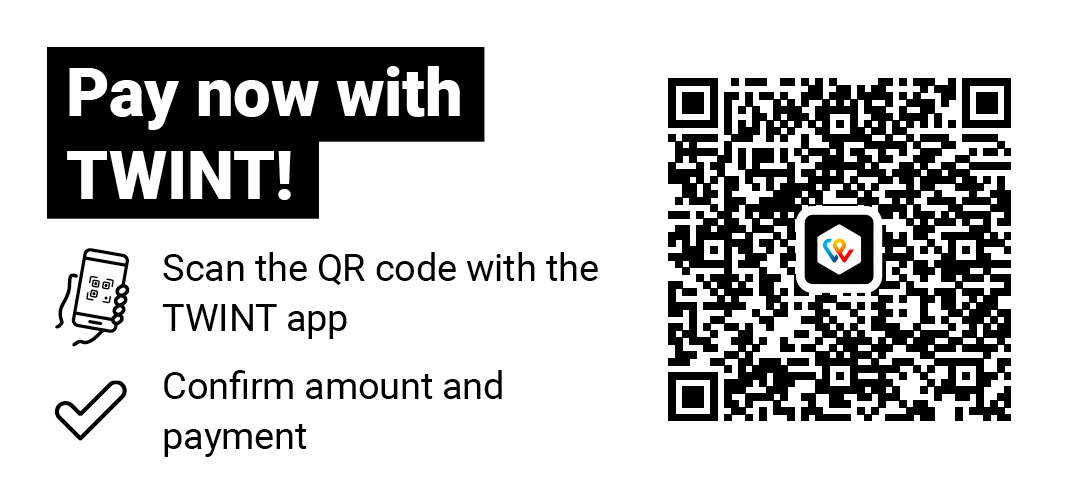 Pay now with
TWINT!
Scan the QR code with the
TWINT app
Confirm amount and
payment